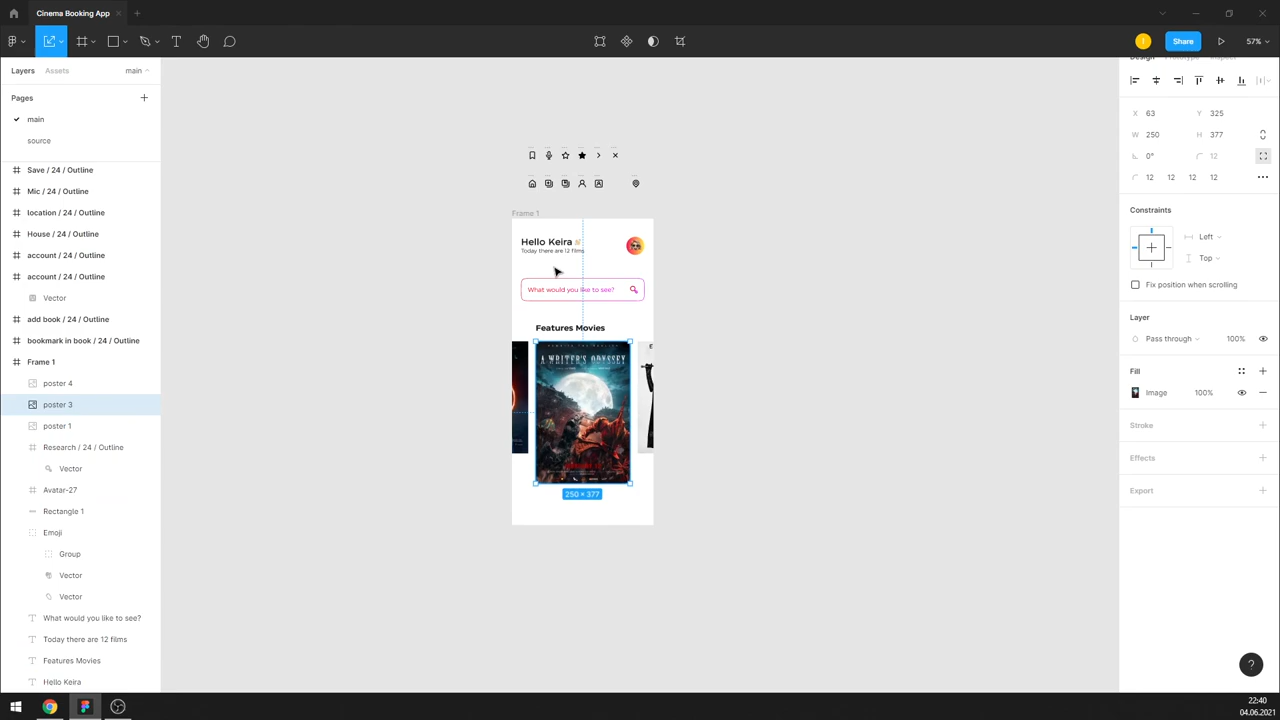 Cinema Booking App
Share
57%
Layers
Assets
main
Pages
main
source
Save / 24 / Outline
Mic / 24 / Outline
location / 24 / Outline
House / 24 / Outline
account / 24 / Outline
account / 24 / Outline
Vector
add book / 24 / Outline
bookmark in book / 24 / Outline
Frame 1
poster 4
poster 3
poster 1
Research / 24 / Outline
Vector
Avatar-27
Rectangle 1
Emoji
Group
Vector
Vector
What would you like to see?
Today there are 12 films
Features Movies
Hello Keira
Frame 1
Hello Keira
Today there are 12 films
What would you like to see?
Features Movies
A WRITER'S ODYSSEY
250 × 377
Design
Prototype
Inspect
X 63
Y 325
W 250
H 377
0°
12
12 12 12 12
Constraints
Left
Top
Fix position when scrolling
Layer
Pass through
100%
Fill
Image
100%
Stroke
Effects
Export
?
22:40
04.06.2021